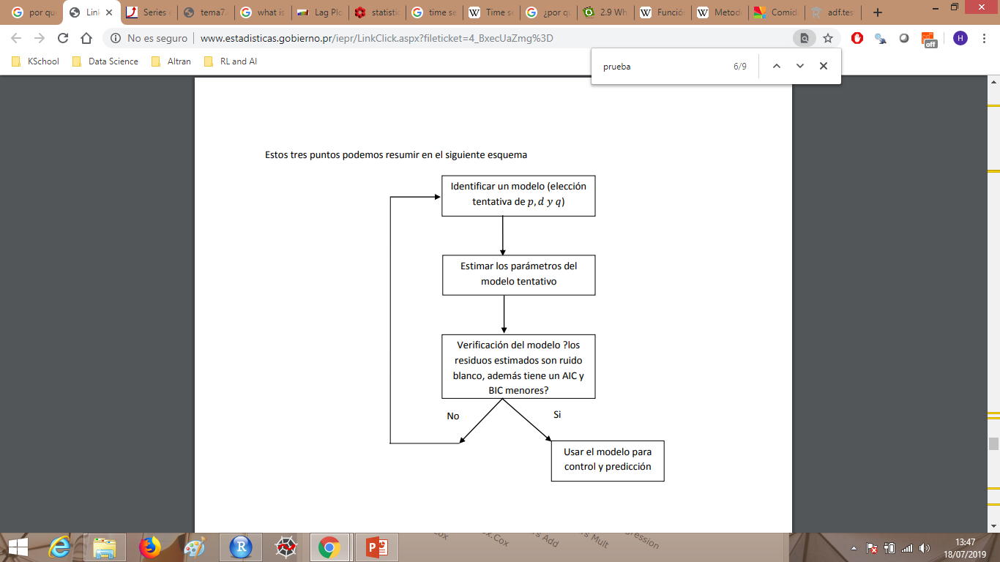 por que
Link
Series e
tema7.
what is
Lag Plo
statistic
time se
Time se
¿por qu
2.9 Wh
Funció
Metodo
Comid
adf.tes
No es seguro
www.estadisticas.gobierno.pr/iepr/LinkClick.aspx?fileticket=4_BxecUaZmg%3D
off
H
KSchool
Data Science
Altran
RL and AI
prueba
6/9
Estos tres puntos podemos resumir en el siguiente esquema
Identificar un modelo (elección
tentativa de p, d y q)
Estimar los parámetros del
modelo tentativo
Verificación del modelo ?los
residuos estimados son ruido
blanco, además tiene un AIC y
BIC menores?
No
Si
Usar el modelo para
control y predicción
R
P
13:47
18/07/2019